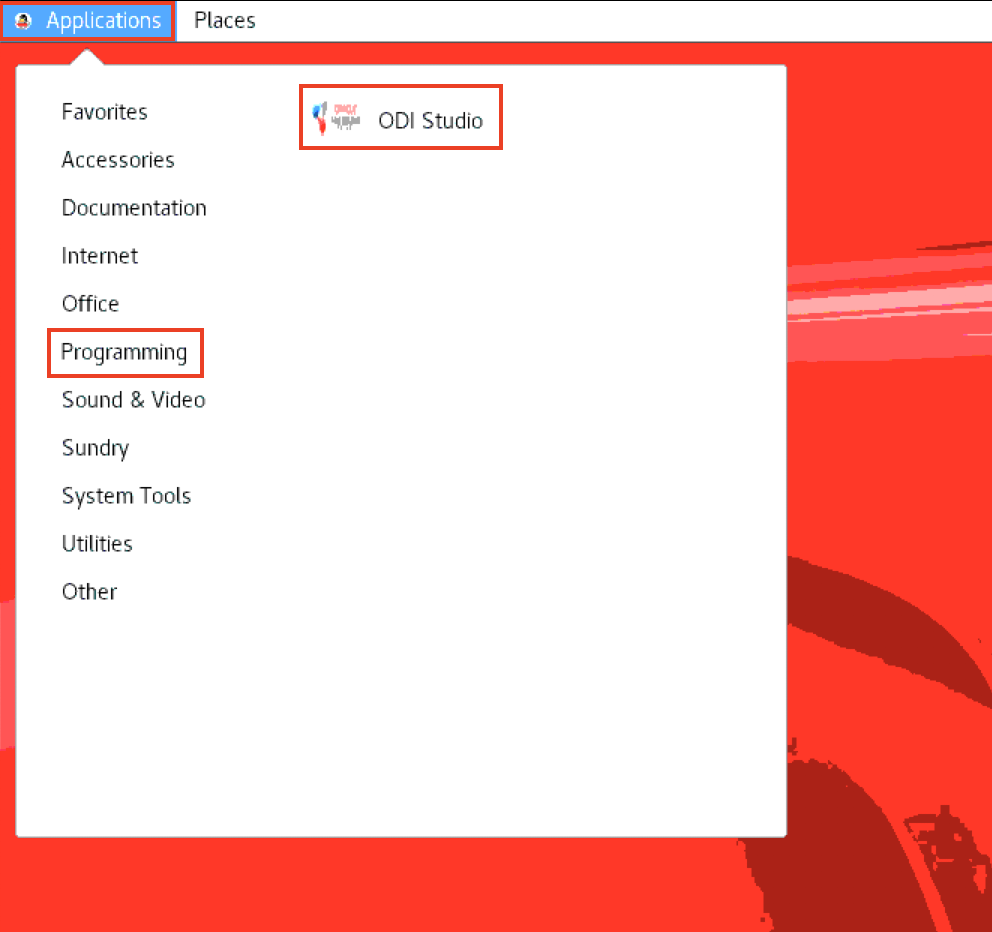 Applications Places
Favorites
ODI Studio
Accessories
Documentation
Internet
Office
Programming
Sound & Video
Sundry
System Tools
Utilities
Other